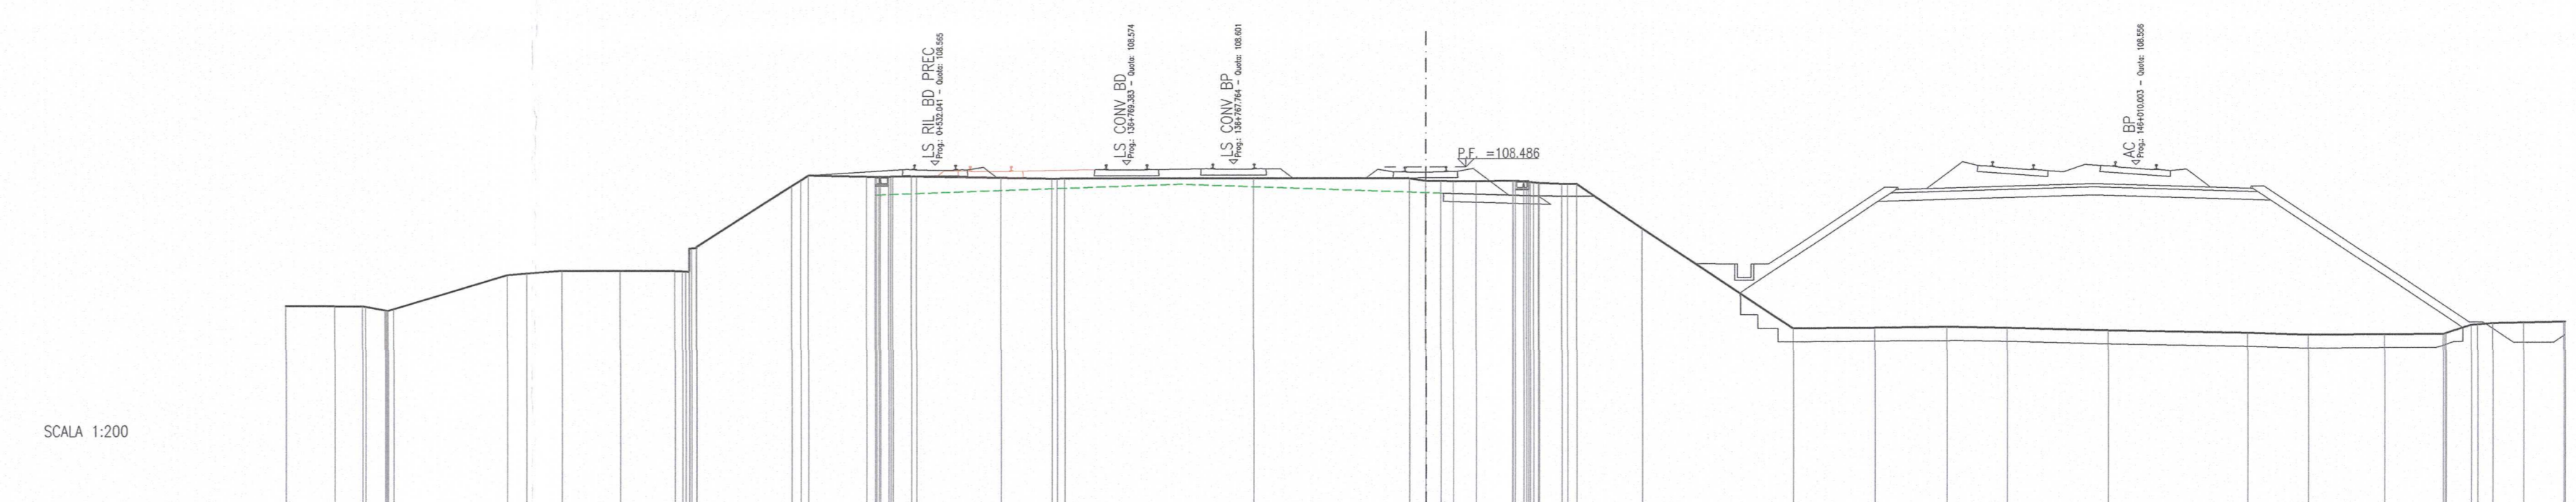 LS RIL BD PREC
Prog.: 0+532.041 - Quota: 108.565
LS CONV BD
Prog.: 136+769.383 - Quota: 108.574
LS CONV BP
Prog.: 136+767.764 - Quota: 108.601
P.F. =108.486
AC BP
Prog.: 146+010.003 - Quota: 108.556
SCALA 1:200